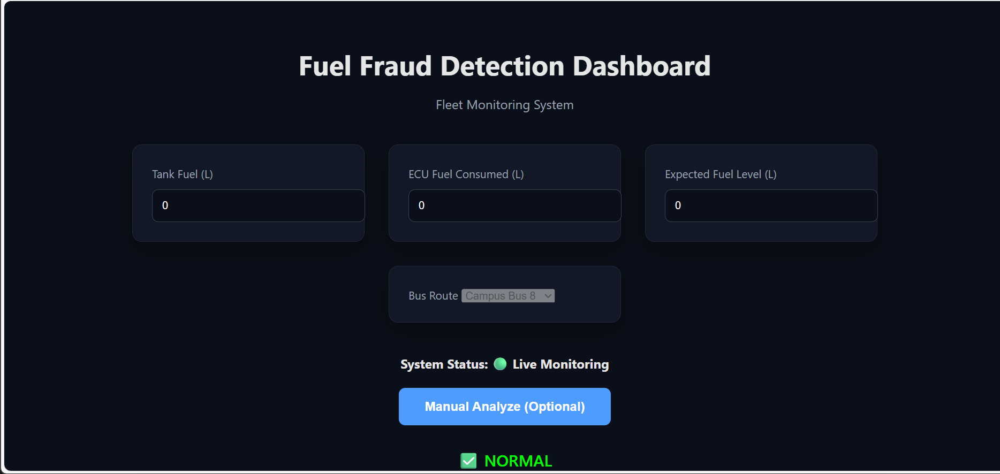 Fuel Fraud Detection Dashboard
Fleet Monitoring System
Tank Fuel (L)
0
ECU Fuel Consumed (L)
0
Expected Fuel Level (L)
0
Bus Route Campus Bus 8
System Status: Live Monitoring
Manual Analyze (Optional)
NORMAL